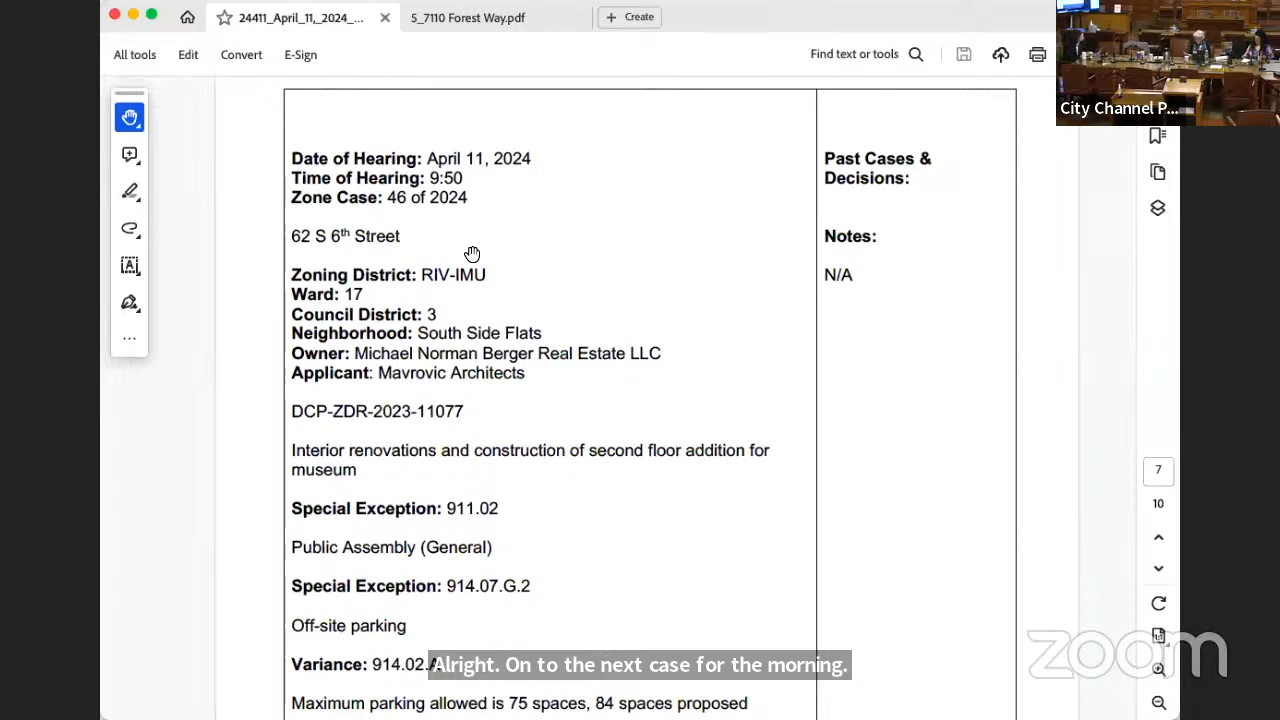 24411_April_11,_2024_...
5_7110 Forest Way.pdf
Create
All tools
Edit
Convert
E-Sign
Find text or tools
City Channel P...
Date of Hearing: April 11, 2024
Time of Hearing: 9:50
Zone Case: 46 of 2024
62 S 6th Street
Zoning District: RIV-IMU
Ward: 17
Council District: 3
Neighborhood: South Side Flats
Owner: Michael Norman Berger Real Estate LLC
Applicant: Mavrovic Architects
DCP-ZDR-2023-11077
Interior renovations and construction of second floor addition for
museum
Special Exception: 911.02
Public Assembly (General)
Special Exception: 914.07.G.2
Off-site parking
Variance: 914.02.
Maximum parking allowed is 75 spaces, 84 spaces proposed
Past Cases &
Decisions:
Notes:
N/A
7
10
Alright. On to the next case for the morning.
zoom